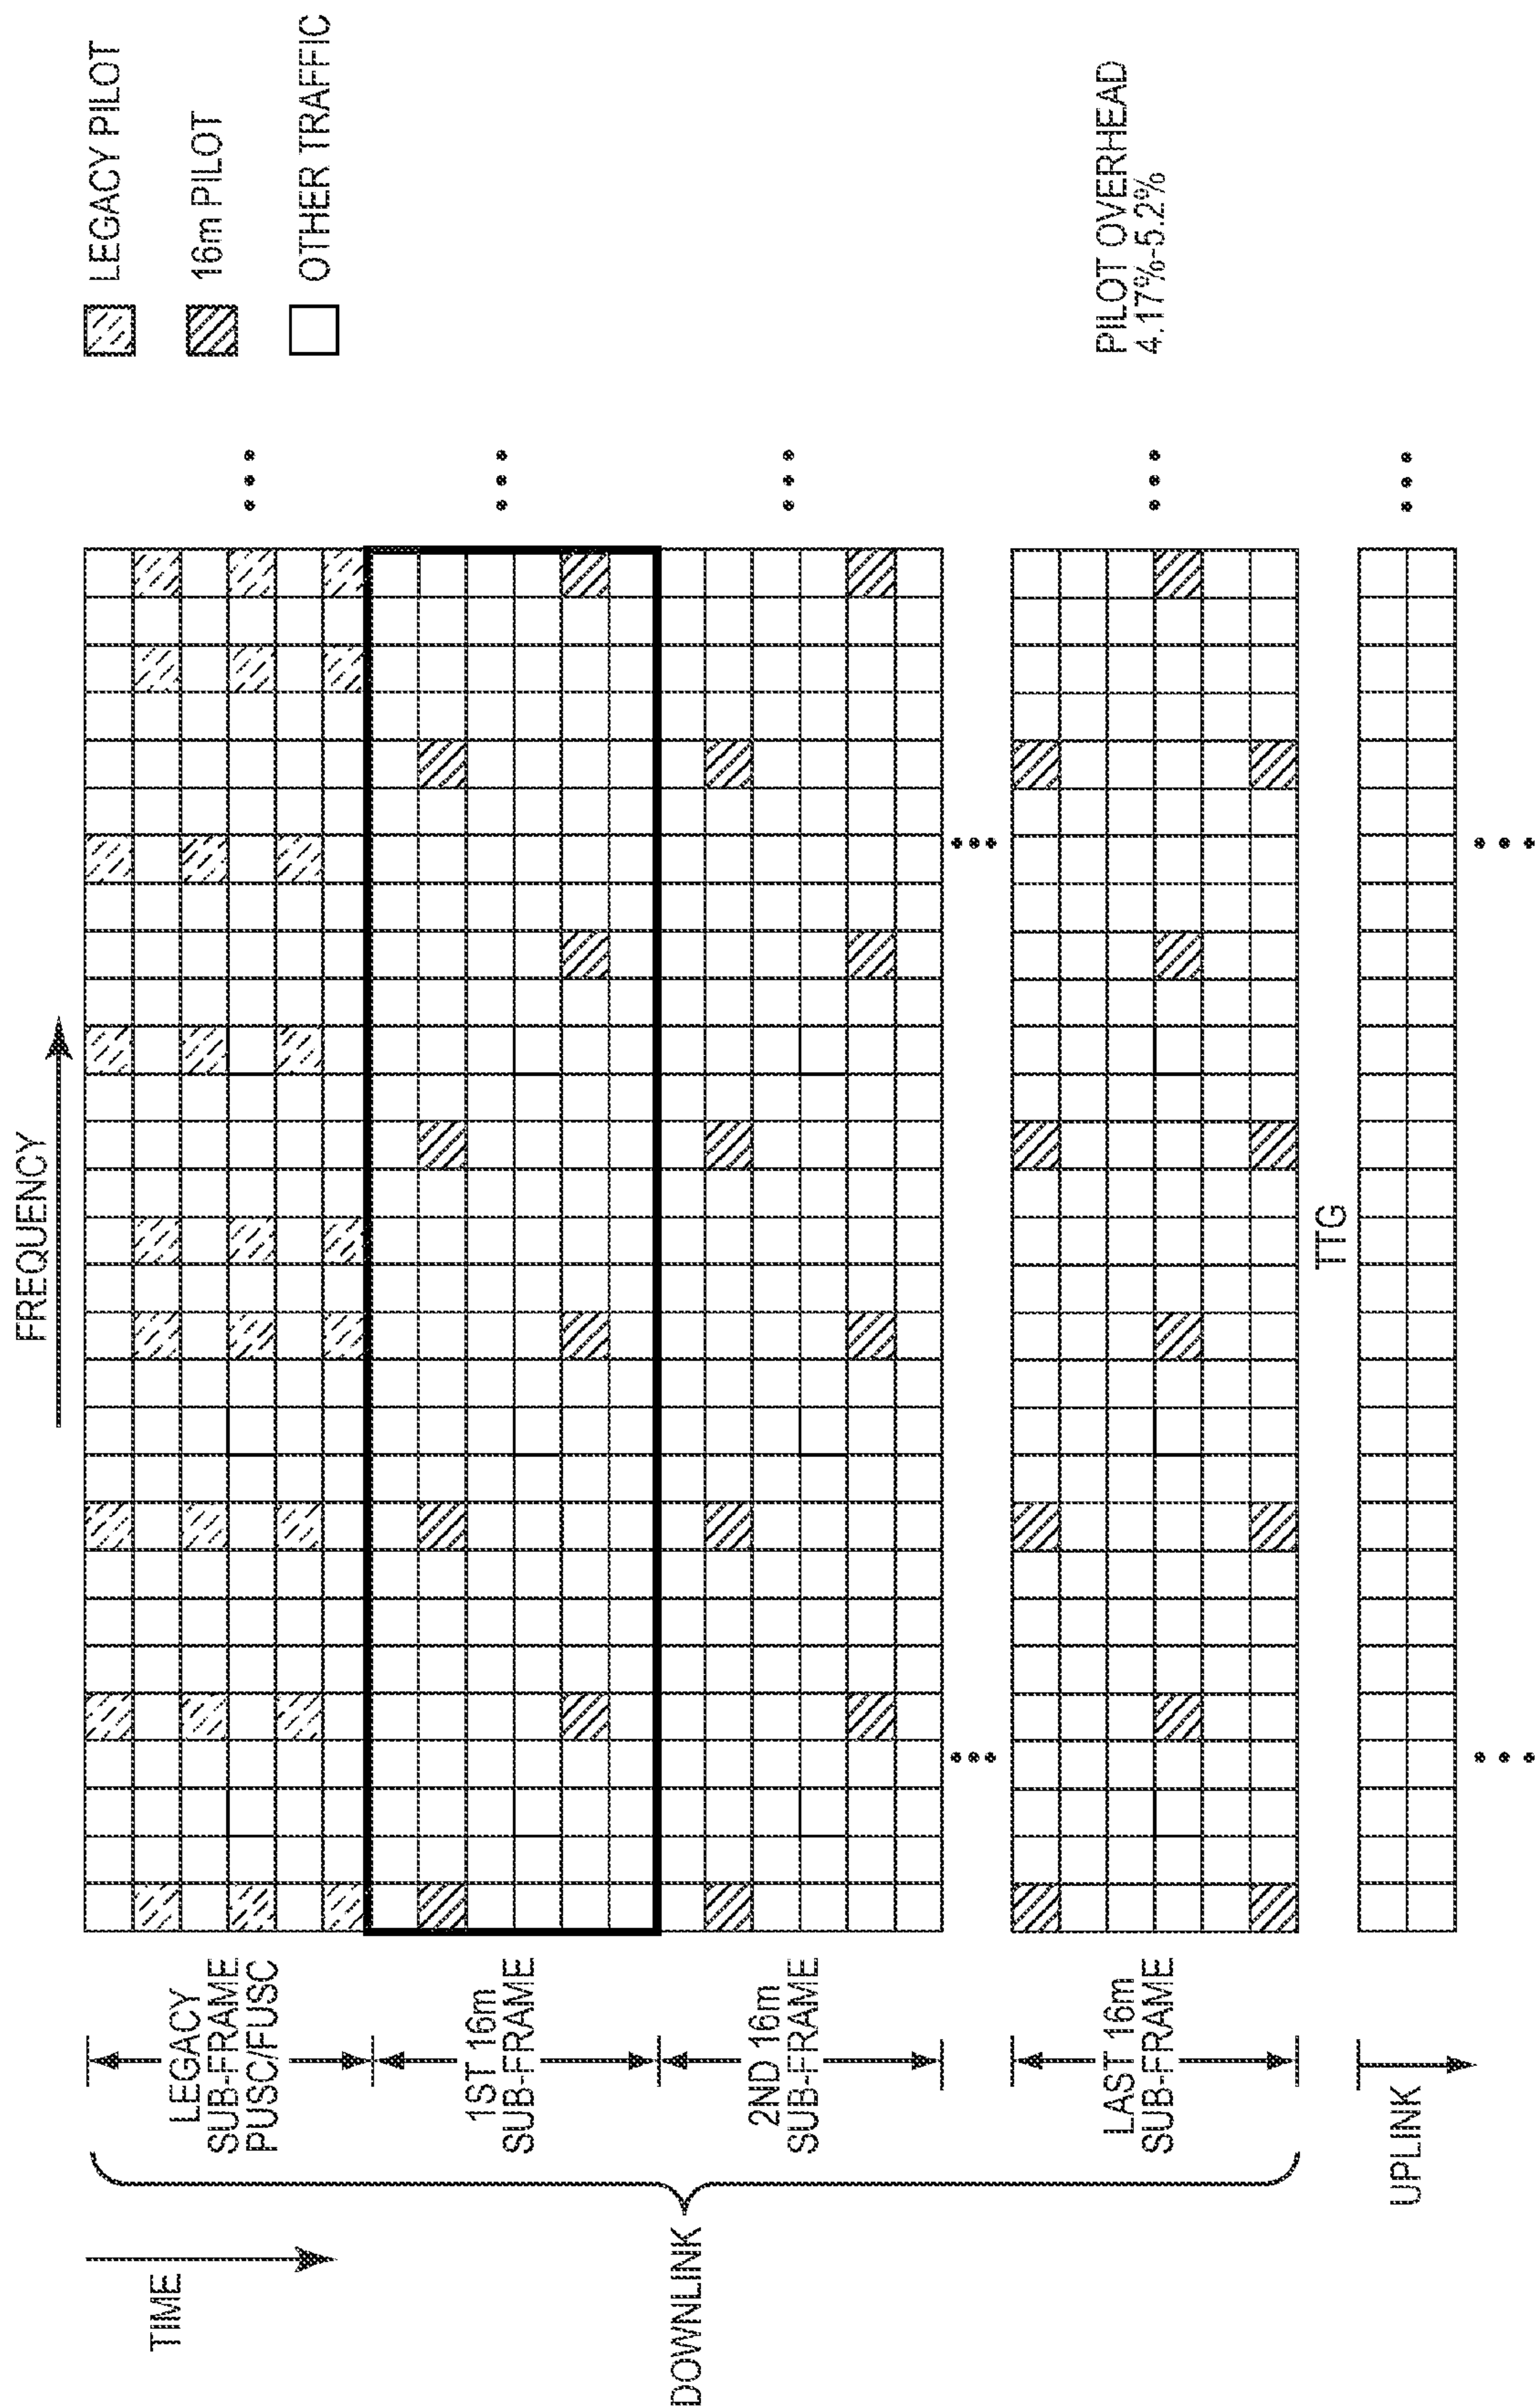 FREQUENCY
LEGACY PILOT
16m PILOT
OTHER TRAFFIC
TIME
DOWNLINK
LEGACY
SUB-FRAME
PUSC/FUSC
1ST 16m
SUB-FRAME
2ND 16m
SUB-FRAME
LAST 16m
SUB-FRAME
PILOT OVERHEAD
4.17%-5.2%
TTG
UPLINK